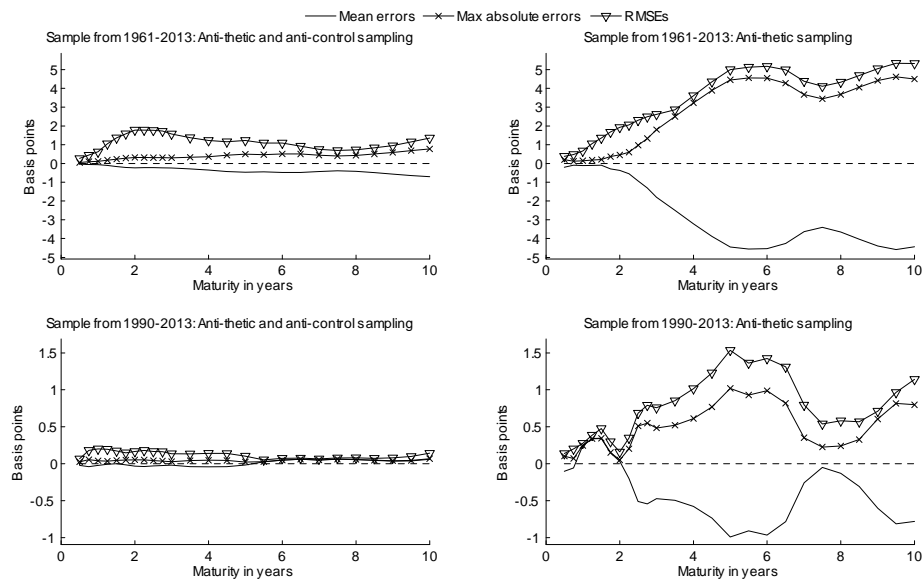 Mean errors Max absolute errors RMSEs
Sample from 1961-2013: Anti-thetic and anti-control sampling
Sample from 1961-2013: Anti-thetic sampling
5
4
3
2
1
0
-1
-2
-3
-4
-5
Basis points
0 2 4 6 8 10
Maturity in years
5
4
3
2
1
0
-1
-2
-3
-4
-5
Basis points
0 2 4 6 8 10
Maturity in years
Sample from 1990-2013: Anti-thetic and anti-control sampling
Sample from 1990-2013: Anti-thetic sampling
1.5
1
0.5
0
-0.5
-1
Basis points
0 2 4 6 8 10
Maturity in years
1.5
1
0.5
0
-0.5
-1
Basis points
0 2 4 6 8 10
Maturity in years